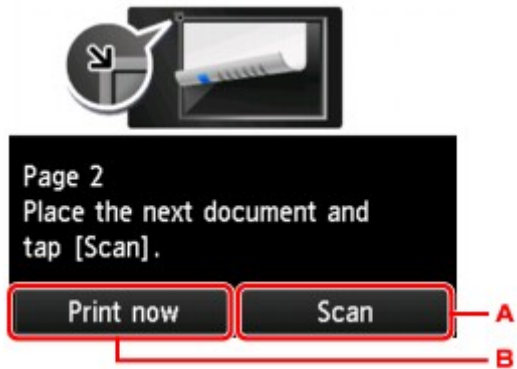 Page 2
Place the next document and
tap [Scan].
Print now Scan A
B